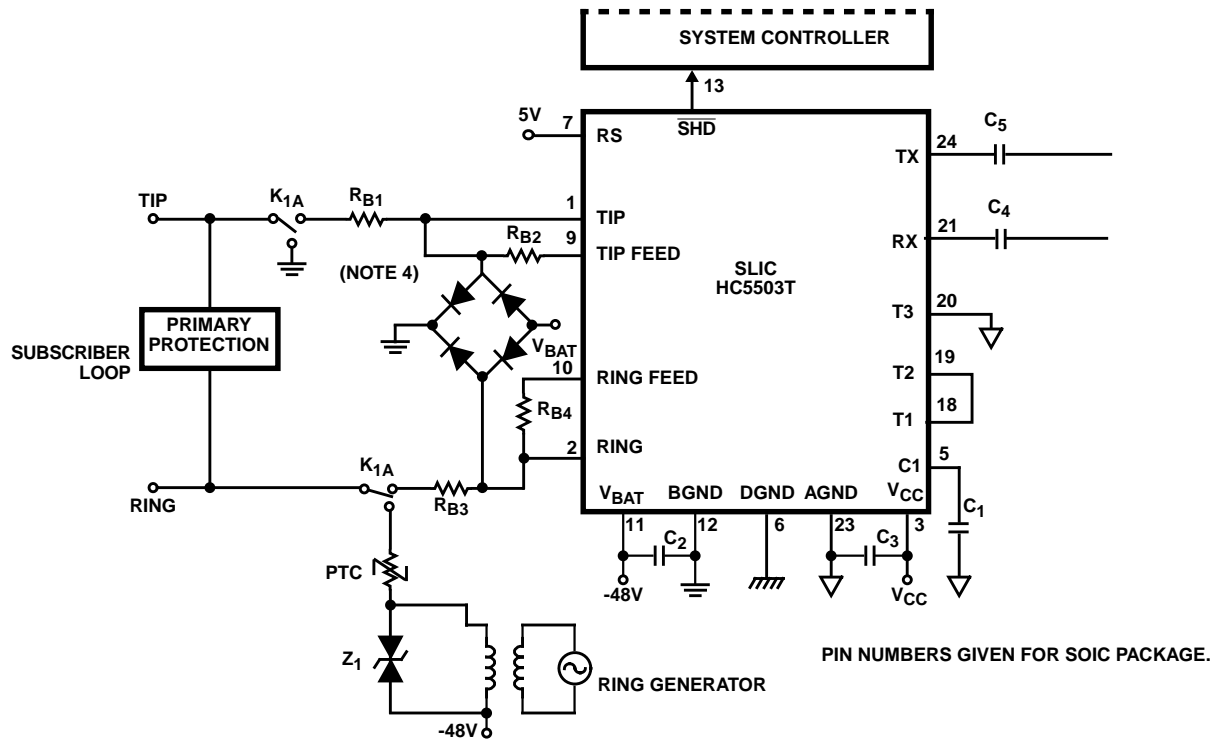 SYSTEM CONTROLLER
13
5V
7
RS
SHD
24
C5
TX
TIP
K1A
RB1
1
TIP
21
C4
RX
RB2
9
TIP FEED
(NOTE 4)
SLIC
HC5503T
20
T3
PRIMARY
PROTECTION
SUBSCRIBER
LOOP
VBAT
10
RING FEED
19
T2
RB4
18
T1
2
RING
5
C1
K1A
RING
RB3
VBAT
BGND
DGND
AGND
VCC
C1
11
12
6
23
3
C2
C3
PTC
-48V
VCC
Z1
RING GENERATOR
PIN NUMBERS GIVEN FOR SOIC PACKAGE.
-48V